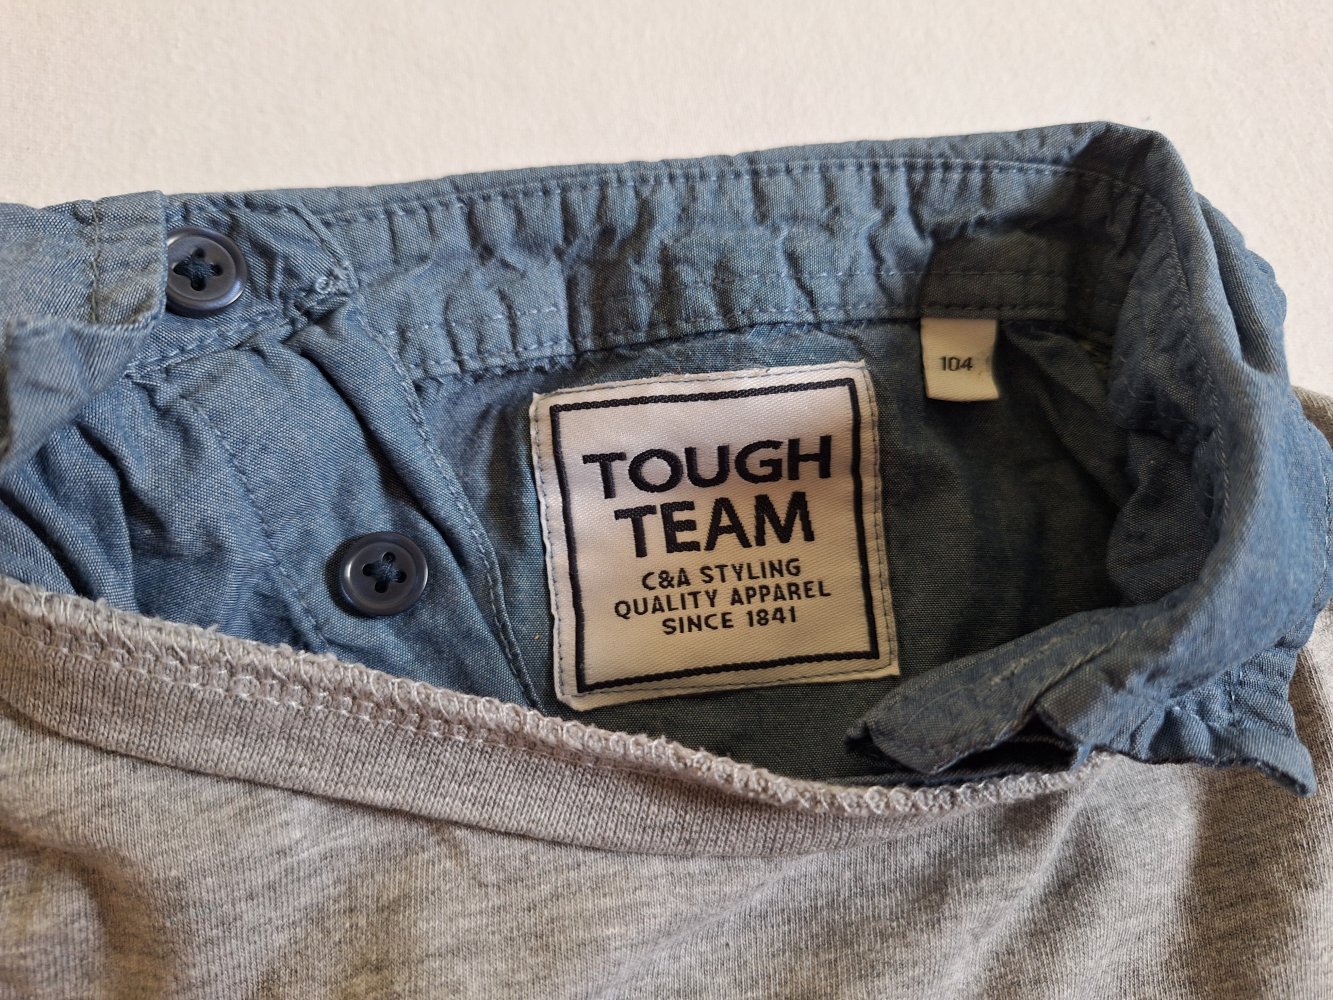 104
TOUGH
TEAM
C&A STYLING
QUALITY APPAREL
SINCE 1841